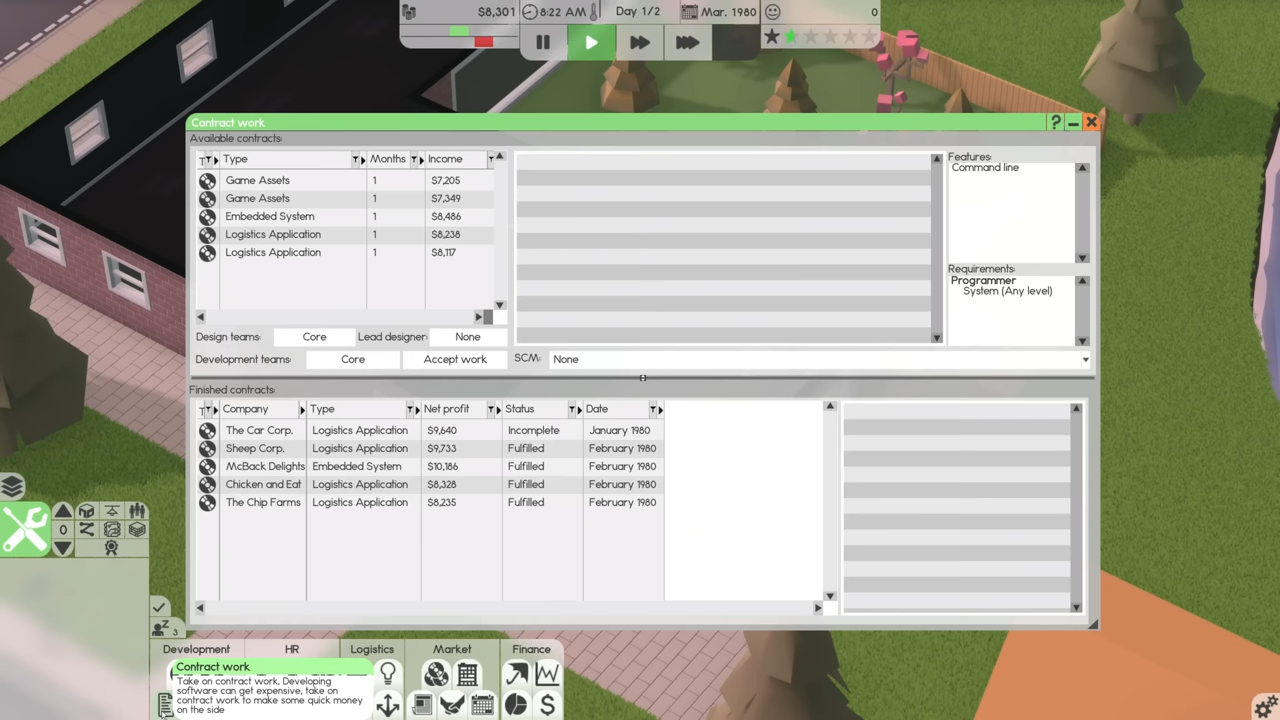 $8,301
8:22 AM
Day 1/2
Mar. 1980
0
Contract work
?
Available contracts:
T Type Months Income
Game Assets 1 $7,205
Game Assets 1 $7,349
Embedded System 1 $8,486
Logistics Application 1 $8,238
Logistics Application 1 $8,117
Features:
Command line
Requirements:
Programmer
System (Any level)
Design teams: Core Lead designer: None
Development teams: Core Accept work SCM: None
Finished contracts:
T Company Type Net profit Status Date
The Car Corp. Logistics Application $9,640 Incomplete January 1980
Sheep Corp. Logistics Application $9,733 Fulfilled February 1980
McBack Delights Embedded System $10,186 Fulfilled February 1980
Chicken and Eat Logistics Application $8,328 Fulfilled February 1980
The Chip Farms Logistics Application $8,235 Fulfilled February 1980
0
z 3
Development HR Logistics Market Finance
Contract work
Take on contract work. Developing
software can get expensive, take on
contract work to make some quick money
on the side
$